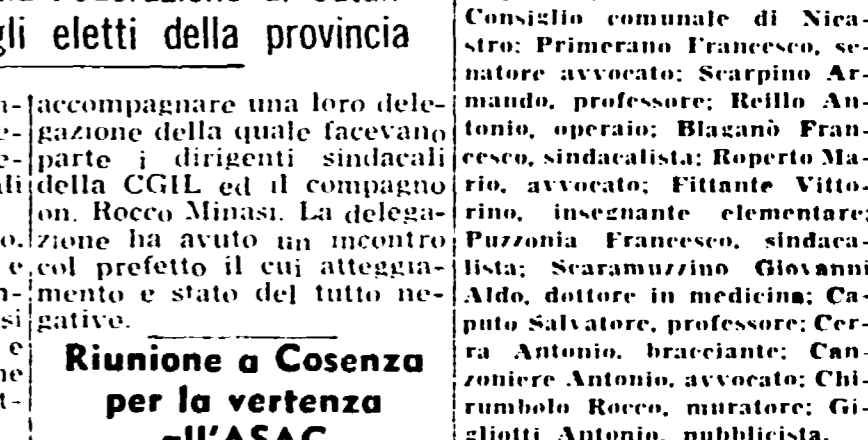 gli eletti della provincia
accompagnare una loro dele-
gazione della quale facevano
parte i dirigenti sindacali
della CGIL ed il compagno
on. Rocco Minasi. La delega-
zione ha avuto un incontro
col prefetto il cui atteggia-
mento e stato del tutto ne-
gativo.
Riunione a Cosenza
per la vertenza
all'ASAC
Consiglio comunale di Nica-
stro: Primerano Francesco, se-
natore avvocato; Scarpino Ar-
mando, professore; Reillo An-
tonio, operaio; Blaganò Fran-
cesco, sindacalista; Roperto Ma-
rio, avvocato; Fittante Vitto-
rino, insegnante elementare;
Puzzonia Francesco, sindaca-
lista; Scaramuzzino Giovanni
Aldo, dottore in medicina; Ca-
puto Salvatore, professore; Cer-
ra Antonio, bracciante; Can-
zoniere Antonio, avvocato; Chi-
rumbolo Rocco, muratore; Gi-
gliotti Antonio, pubblicista.